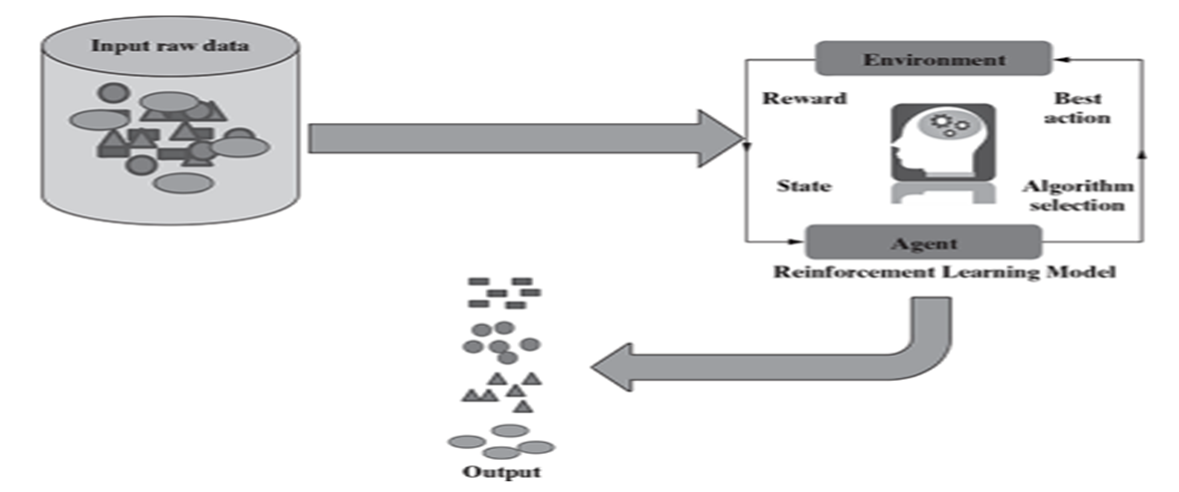 Input raw data
Environment
Reward
Best
action
State
Algorithm
selection
Agent
Reinforcement Learning Model
Output